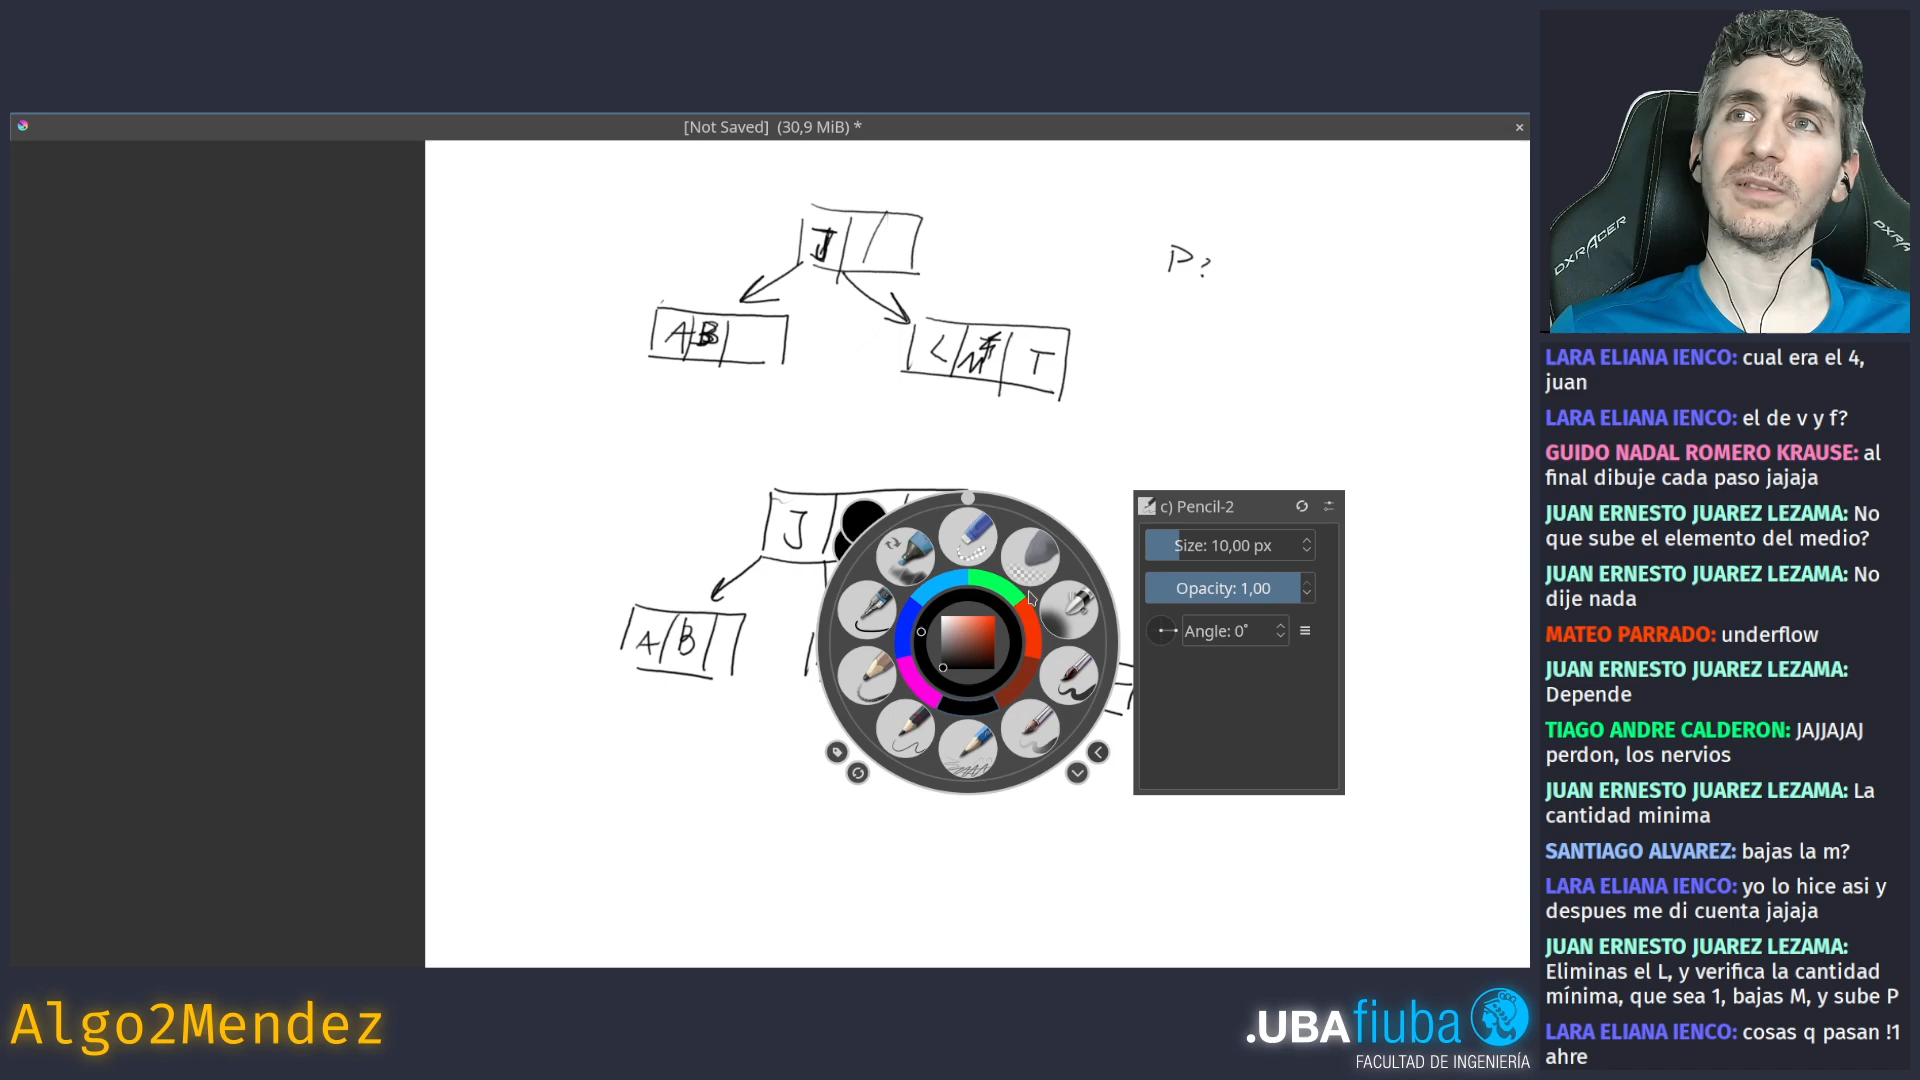 [Not Saved] (30,9 MiB) *
J
P?
A B
L M T
J
A B
c) Pencil-2
Size: 10,00 px
Opacity: 1,00
Angle: 0°
DXRACER
LARA ELIANA IENCO: cual era el 4,
juan
LARA ELIANA IENCO: el de v y f?
GUIDO NADAL ROMERO KRAUSE: al
final dibuje cada paso jajaja
JUAN ERNESTO JUAREZ LEZAMA: No
que sube el elemento del medio?
JUAN ERNESTO JUAREZ LEZAMA: No
dije nada
MATEO PARRADO: underflow
JUAN ERNESTO JUAREZ LEZAMA:
Depende
TIAGO ANDRE CALDERON: JAJJAJAJ
perdon, los nervios
JUAN ERNESTO JUAREZ LEZAMA: La
cantidad minima
SANTIAGO ALVAREZ: bajas la m?
LARA ELIANA IENCO: yo lo hice asi y
despues me di cuenta jajaja
JUAN ERNESTO JUAREZ LEZAMA:
Eliminas el L, y verifica la cantidad
mínima, que sea 1, bajas M, y sube P
LARA ELIANA IENCO: cosas q pasan !1
ahre
Algo2Mendez
.UBAfiuba
FACULTAD DE INGENIERÍA